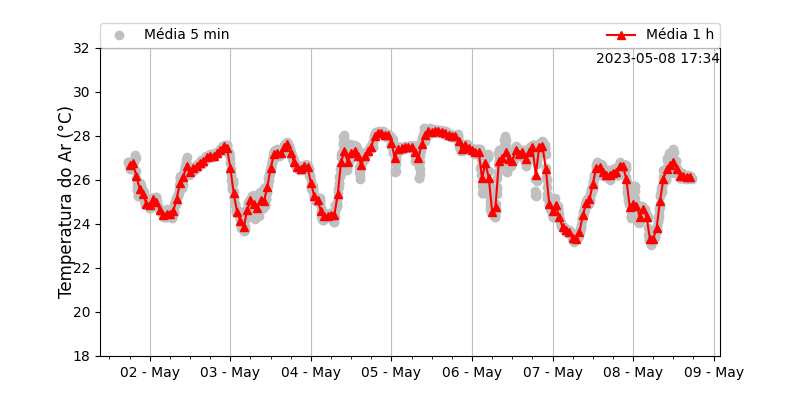 Média 5 min
Média 1 h
2023-05-08 17:34
Temperatura do Ar (°C)
32
30
28
26
24
22
20
18
02 - May
03 - May
04 - May
05 - May
06 - May
07 - May
08 - May
09 - May